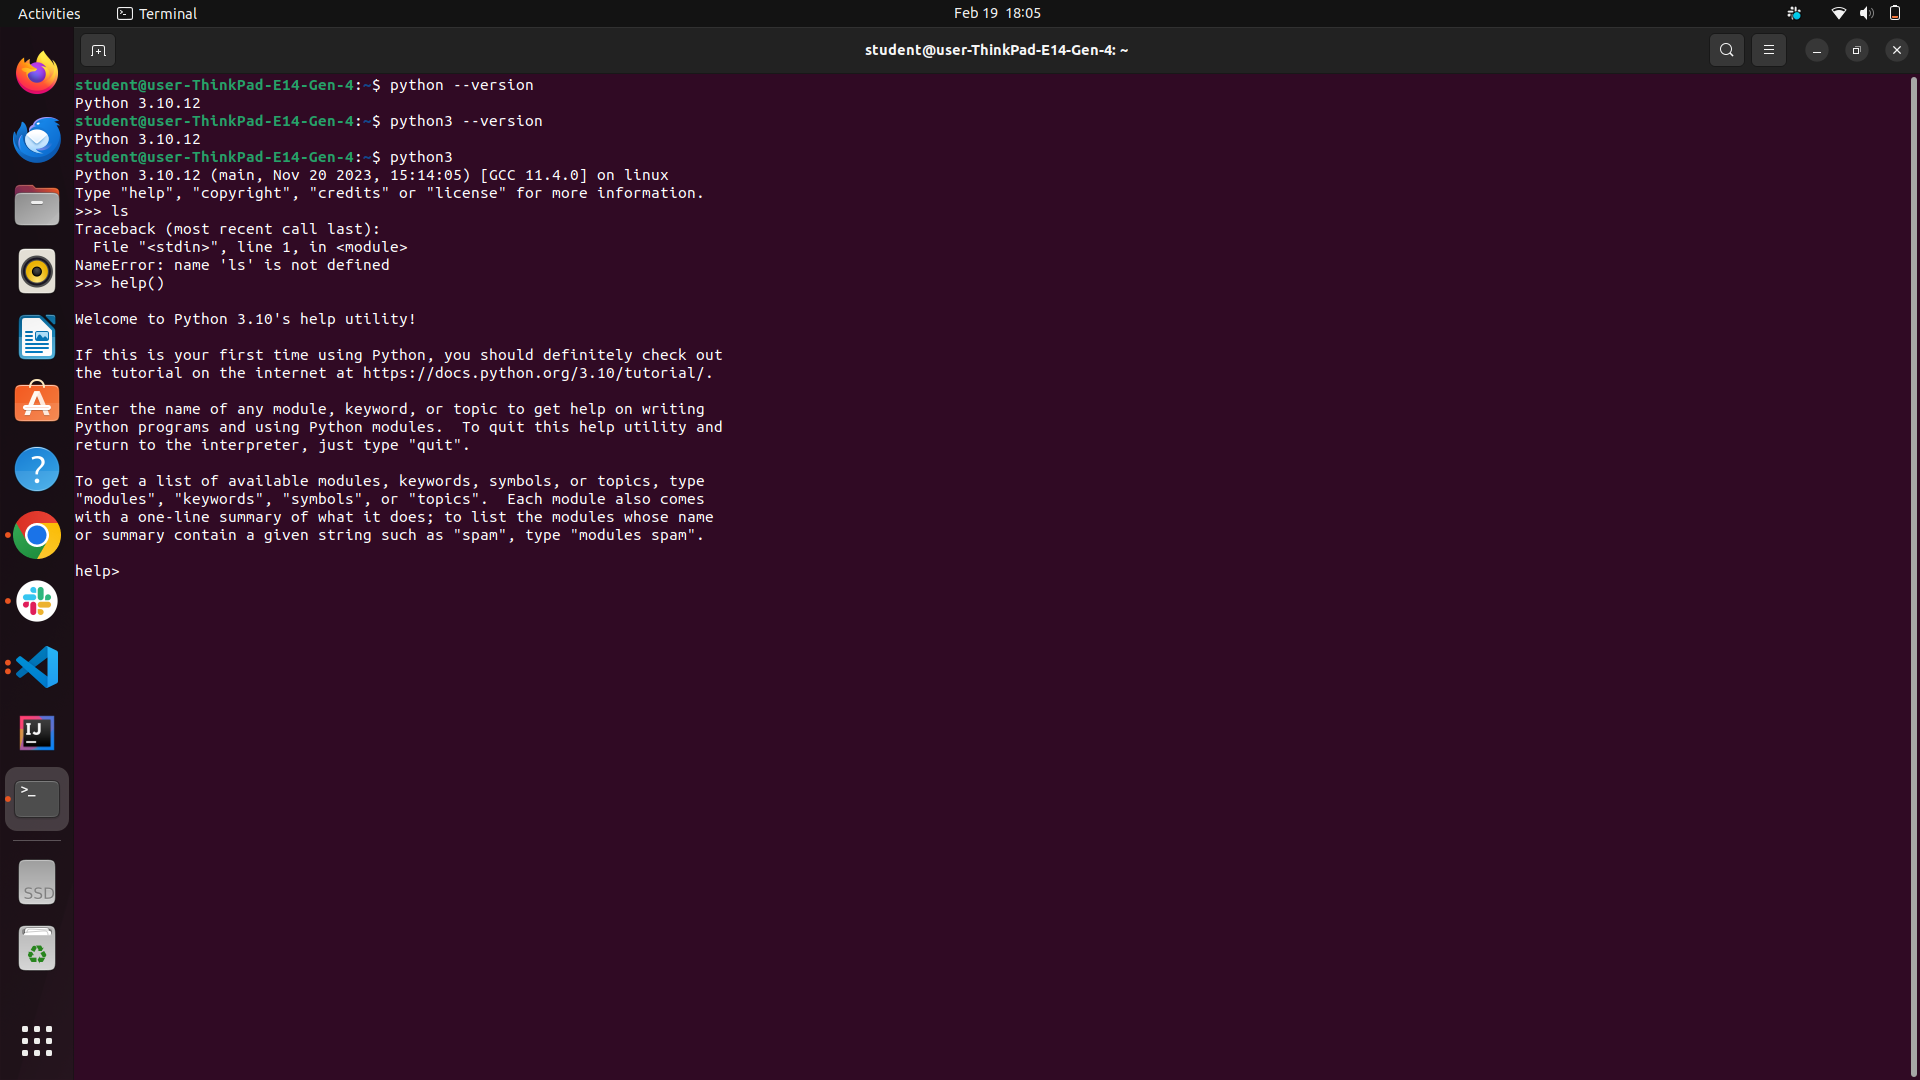 Activities Terminal Feb 19 18:05
student@user-ThinkPad-E14-Gen-4: ~
student@user-ThinkPad-E14-Gen-4:~$ python --version
Python 3.10.12
student@user-ThinkPad-E14-Gen-4:~$ python3 --version
Python 3.10.12
student@user-ThinkPad-E14-Gen-4:~$ python3
Python 3.10.12 (main, Nov 20 2023, 15:14:05) [GCC 11.4.0] on linux
Type "help", "copyright", "credits" or "license" for more information.
>>> ls
Traceback (most recent call last):
  File "<stdin>", line 1, in <module>
NameError: name 'ls' is not defined
>>> help()
Welcome to Python 3.10's help utility!
If this is your first time using Python, you should definitely check out
the tutorial on the internet at https://docs.python.org/3.10/tutorial/.
Enter the name of any module, keyword, or topic to get help on writing
Python programs and using Python modules.  To quit this help utility and
return to the interpreter, just type "quit".
To get a list of available modules, keywords, symbols, or topics, type
"modules", "keywords", "symbols", or "topics".  Each module also comes
with a one-line summary of what it does; to list the modules whose name
or summary contain a given string such as "spam", type "modules spam".
help>
IJ
>_
SSD